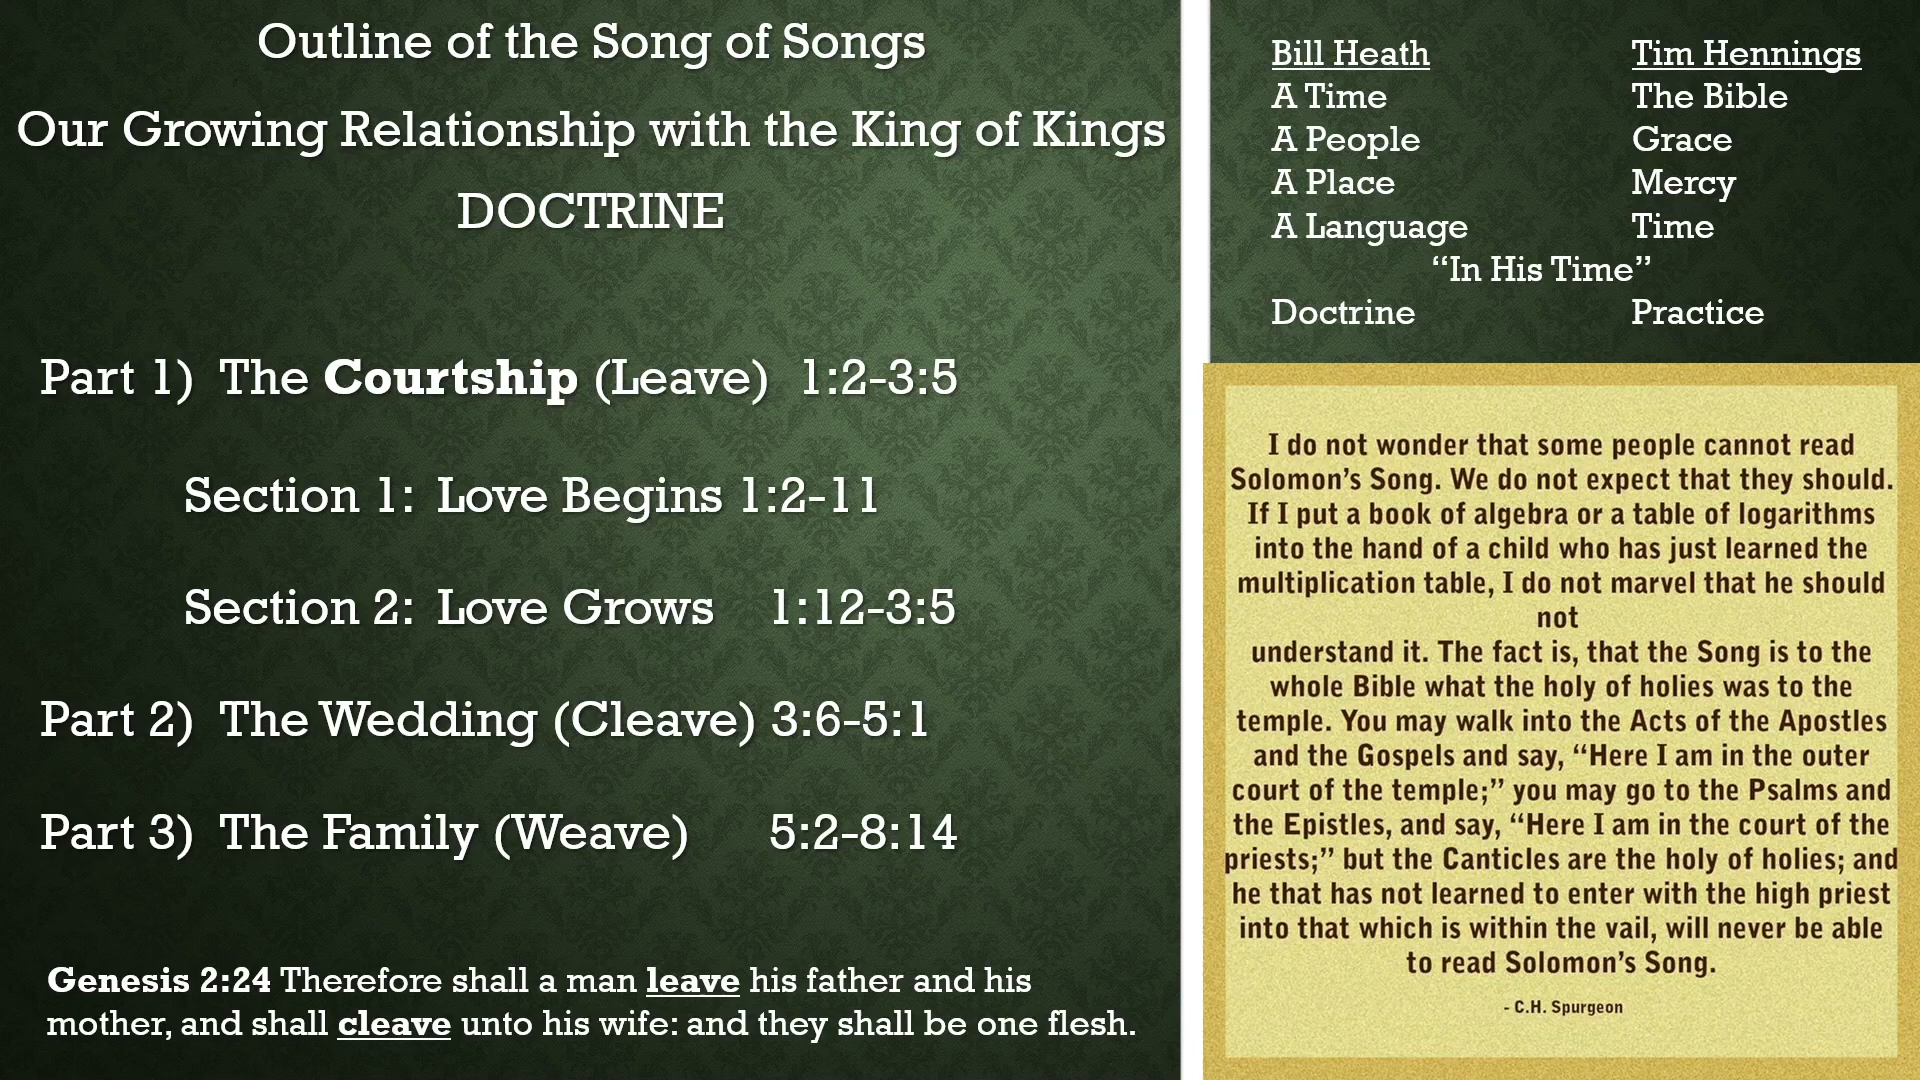 Outline of the Song of Songs
Our Growing Relationship with the King of Kings
DOCTRINE
Part 1) The Courtship (Leave) 1:2-3:5
Section 1: Love Begins 1:2-11
Section 2: Love Grows 1:12-3:5
Part 2) The Wedding (Cleave) 3:6-5:1
Part 3) The Family (Weave) 5:2-8:14
Genesis 2:24 Therefore shall a man leave his father and his
mother, and shall cleave unto his wife: and they shall be one flesh.
Bill Heath Tim Hennings
A Time The Bible
A People Grace
A Place Mercy
A Language Time
“In His Time”
Doctrine Practice
I do not wonder that some people cannot read
Solomon’s Song. We do not expect that they should.
If I put a book of algebra or a table of logarithms
into the hand of a child who has just learned the
multiplication table, I do not marvel that he should
not
understand it. The fact is, that the Song is to the
whole Bible what the holy of holies was to the
temple. You may walk into the Acts of the Apostles
and the Gospels and say, “Here I am in the outer
court of the temple;” you may go to the Psalms and
the Epistles, and say, “Here I am in the court of the
priests;” but the Canticles are the holy of holies; and
he that has not learned to enter with the high priest
into that which is within the vail, will never be able
to read Solomon’s Song.
- C.H. Spurgeon